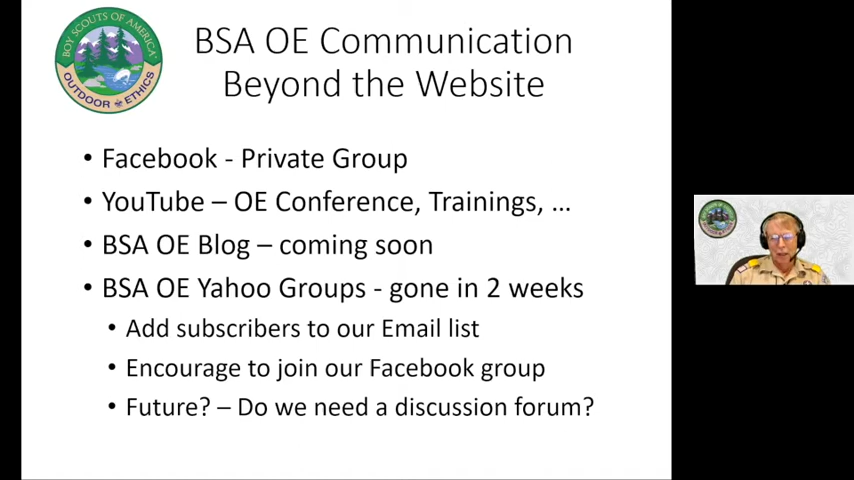 BOY SCOUTS OF AMERICA
OUTDOOR ETHICS
BSA OE Communication
Beyond the Website
• Facebook - Private Group
• YouTube – OE Conference, Trainings, ...
• BSA OE Blog – coming soon
• BSA OE Yahoo Groups - gone in 2 weeks
• Add subscribers to our Email list
• Encourage to join our Facebook group
• Future? – Do we need a discussion forum?